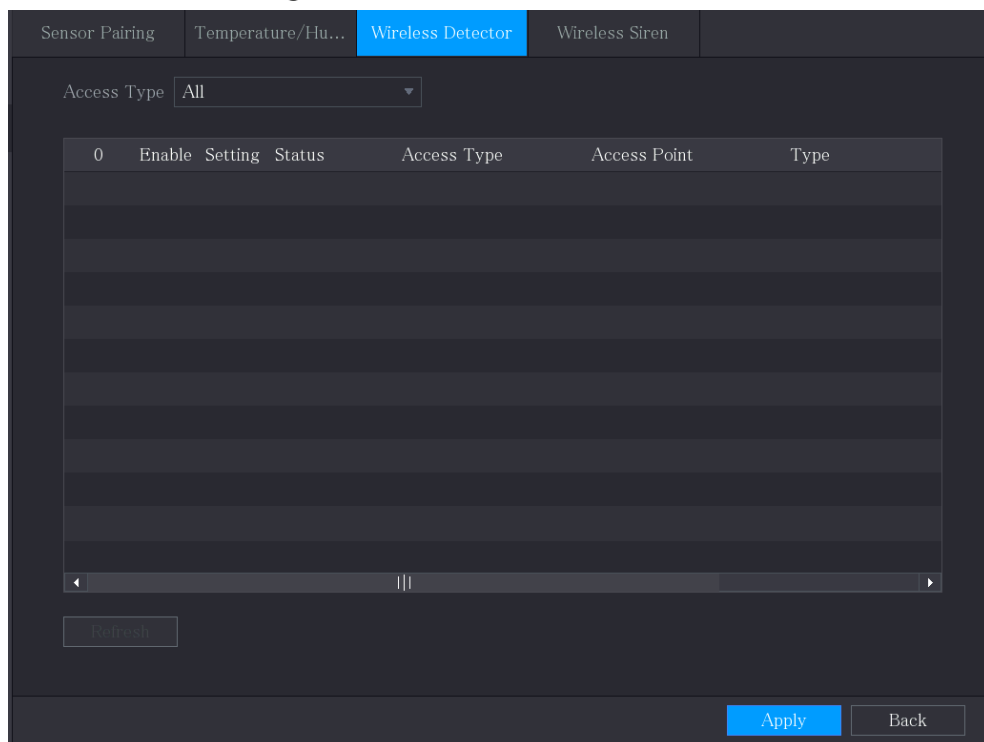 Sensor Pairing Temperature/Hu... Wireless Detector Wireless Siren
Access Type All
0 Enable Setting Status Access Type Access Point Type
Refresh
Apply Back